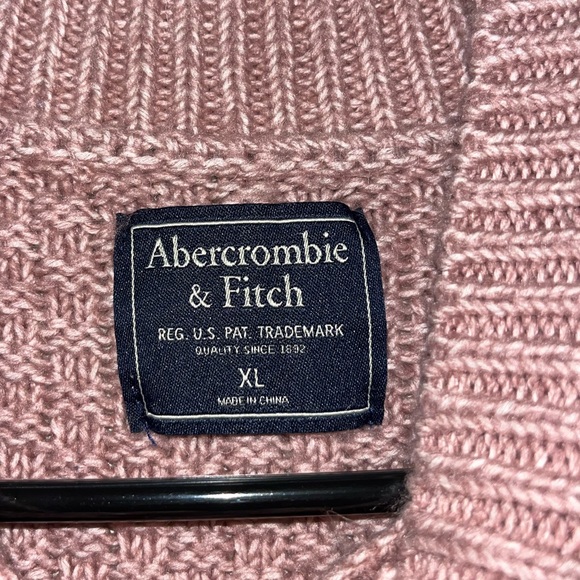 Abercrombie
& Fitch
REG. U.S. PAT. TRADEMARK
QUALITY SINCE 1892
XL
MADE IN CHINA